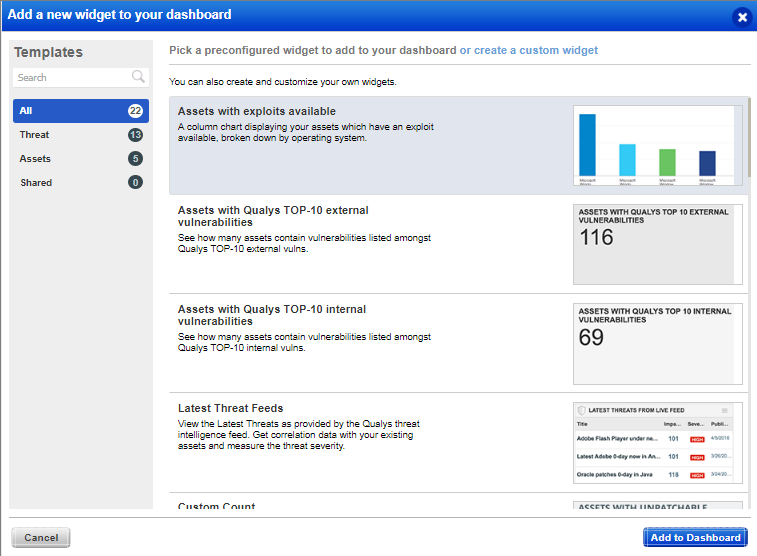 Add a new widget to your dashboard
Templates
Search
All 22
Threat 13
Assets 5
Shared 0
Pick a preconfigured widget to add to your dashboard or create a custom widget
You can also create and customize your own widgets.
Assets with exploits available
A column chart displaying your assets which have an exploit
available, broken down by operating system.
Microsoft Microsoft Microsoft Microsoft
Assets with Qualys TOP-10 external
vulnerabilities
See how many assets contain vulnerabilities listed amongst
Qualys TOP-10 external vulns.
ASSETS WITH QUALYS TOP 10 EXTERNAL
VULNERABILITIES
116
Assets with Qualys TOP-10 internal
vulnerabilities
See how many assets contain vulnerabilities listed amongst
Qualys TOP-10 internal vulns.
ASSETS WITH QUALYS TOP 10 INTERNAL
VULNERABILITIES
69
Latest Threat Feeds
View the Latest Threats as provided by the Qualys threat
intelligence feed. Get correlation data with your existing
assets and measure the threat severity.
LATEST THREATS FROM LIVE FEED
Title Impa... Seve... Publi...
Adobe Flash Player under ne... 101 HIGH 4/5/2016
Latest Adobe 0-day now in An... 101 HIGH 3/26/20...
Oracle patches 0-day in Java 118 HIGH 3/24/20...
Custom Count
ASSETS WITH UNPATCHABLE
Cancel
Add to Dashboard